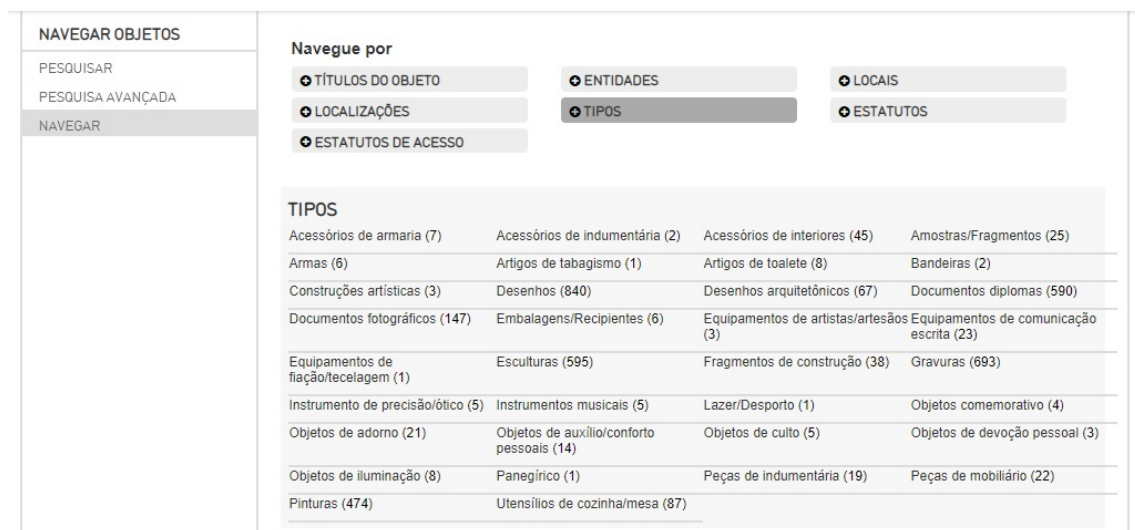 NAVEGAR OBJETOS
PESQUISAR
PESQUISA AVANÇADA
NAVEGAR
Navegue por
TÍTULOS DO OBJETO
ENTIDADES
LOCAIS
LOCALIZAÇÕES
TIPOS
ESTATUTOS
ESTATUTOS DE ACESSO
TIPOS
Acessórios de armaria (7)
Acessórios de indumentária (2)
Acessórios de interiores (45)
Amostras/Fragmentos (25)
Armas (6)
Artigos de tabagismo (1)
Artigos de toalete (8)
Bandeiras (2)
Construções artísticas (3)
Desenhos (840)
Desenhos arquitetônicos (67)
Documentos diplomas (590)
Documentos fotográficos (147)
Embalagens/Recipientes (6)
Equipamentos de artistas/artesãos
(3)
Equipamentos de comunicação
escrita (23)
Equipamentos de
fiação/tecelagem (1)
Esculturas (595)
Fragmentos de construção (38)
Gravuras (693)
Instrumento de precisão/ótico (5)
Instrumentos musicais (5)
Lazer/Desporto (1)
Objetos comemorativo (4)
Objetos de adorno (21)
Objetos de auxílio/conforto
pessoais (14)
Objetos de culto (5)
Objetos de devoção pessoal (3)
Objetos de iluminação (8)
Panegírico (1)
Peças de indumentária (19)
Peças de mobiliário (22)
Pinturas (474)
Utensílios de cozinha/mesa (87)